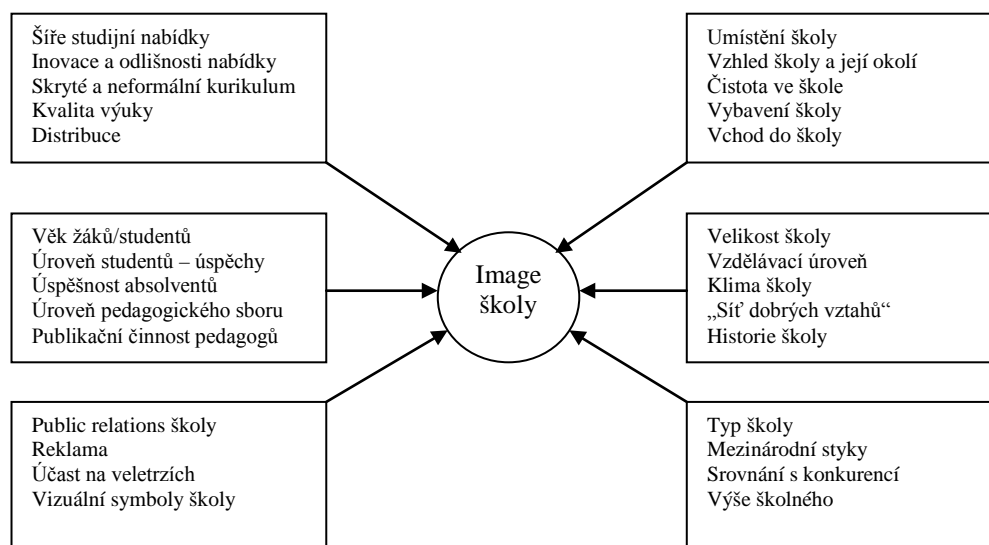 Šíře studijní nabídky
Inovace a odlišnosti nabídky
Skryté a neformální kurikulum
Kvalita výuky
Distribuce
Umístění školy
Vzhled školy a její okolí
Čistota ve škole
Vybavení školy
Vchod do školy
Věk žáků/studentů
Úroveň studentů – úspěchy
Úspěšnost absolventů
Úroveň pedagogického sboru
Publikační činnost pedagogů
Image
školy
Velikost školy
Vzdělávací úroveň
Klima školy
„Síť dobrých vztahů“
Historie školy
Public relations školy
Reklama
Účast na veletrzích
Vizuální symboly školy
Typ školy
Mezinárodní styky
Srovnání s konkurencí
Výše školného